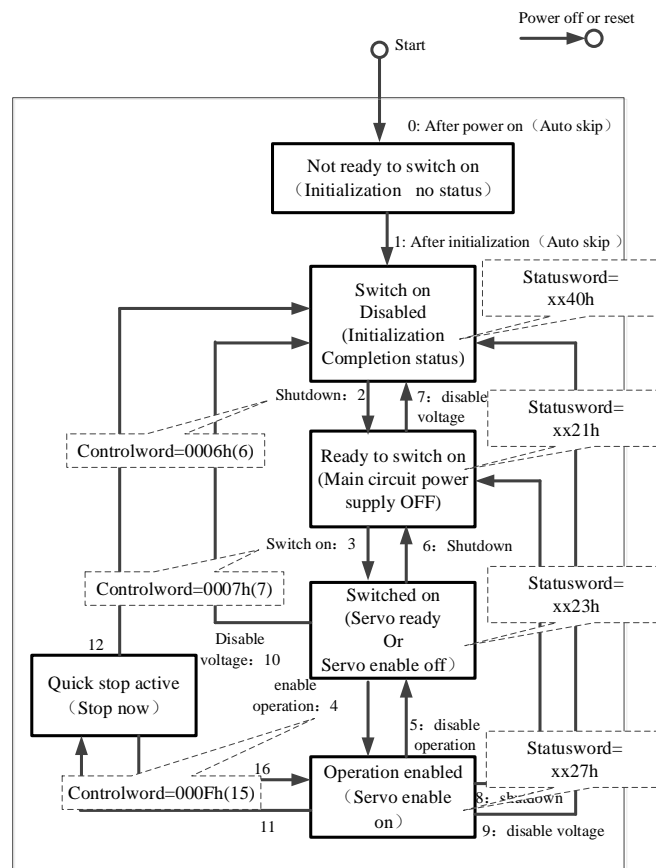 Power off or reset
Start
0: After power on（Auto skip）
Not ready to switch on
（Initialization no status）
1: After initialization（Auto skip）
Statusword=
xx40h
Switch on
Disabled
(Initialization
Completion status)
Shutdown：2
7：disable
voltage
Statusword=
xx21h
Controlword=0006h(6)
Ready to switch on
(Main circuit power
supply OFF)
Switch on：3
6：Shutdown
Controlword=0007h(7)
Statusword=
xx23h
Switched on
(Servo ready
Or
Servo enable off）
12
Disable
voltage：10
Quick stop active
（Stop now）
enable
operation：4
5：disable
operation
Statusword=
xx27h
16
Controlword=000Fh(15)
Operation enabled
（Servo enable
on）
8：shutdown
11
9：disable voltage